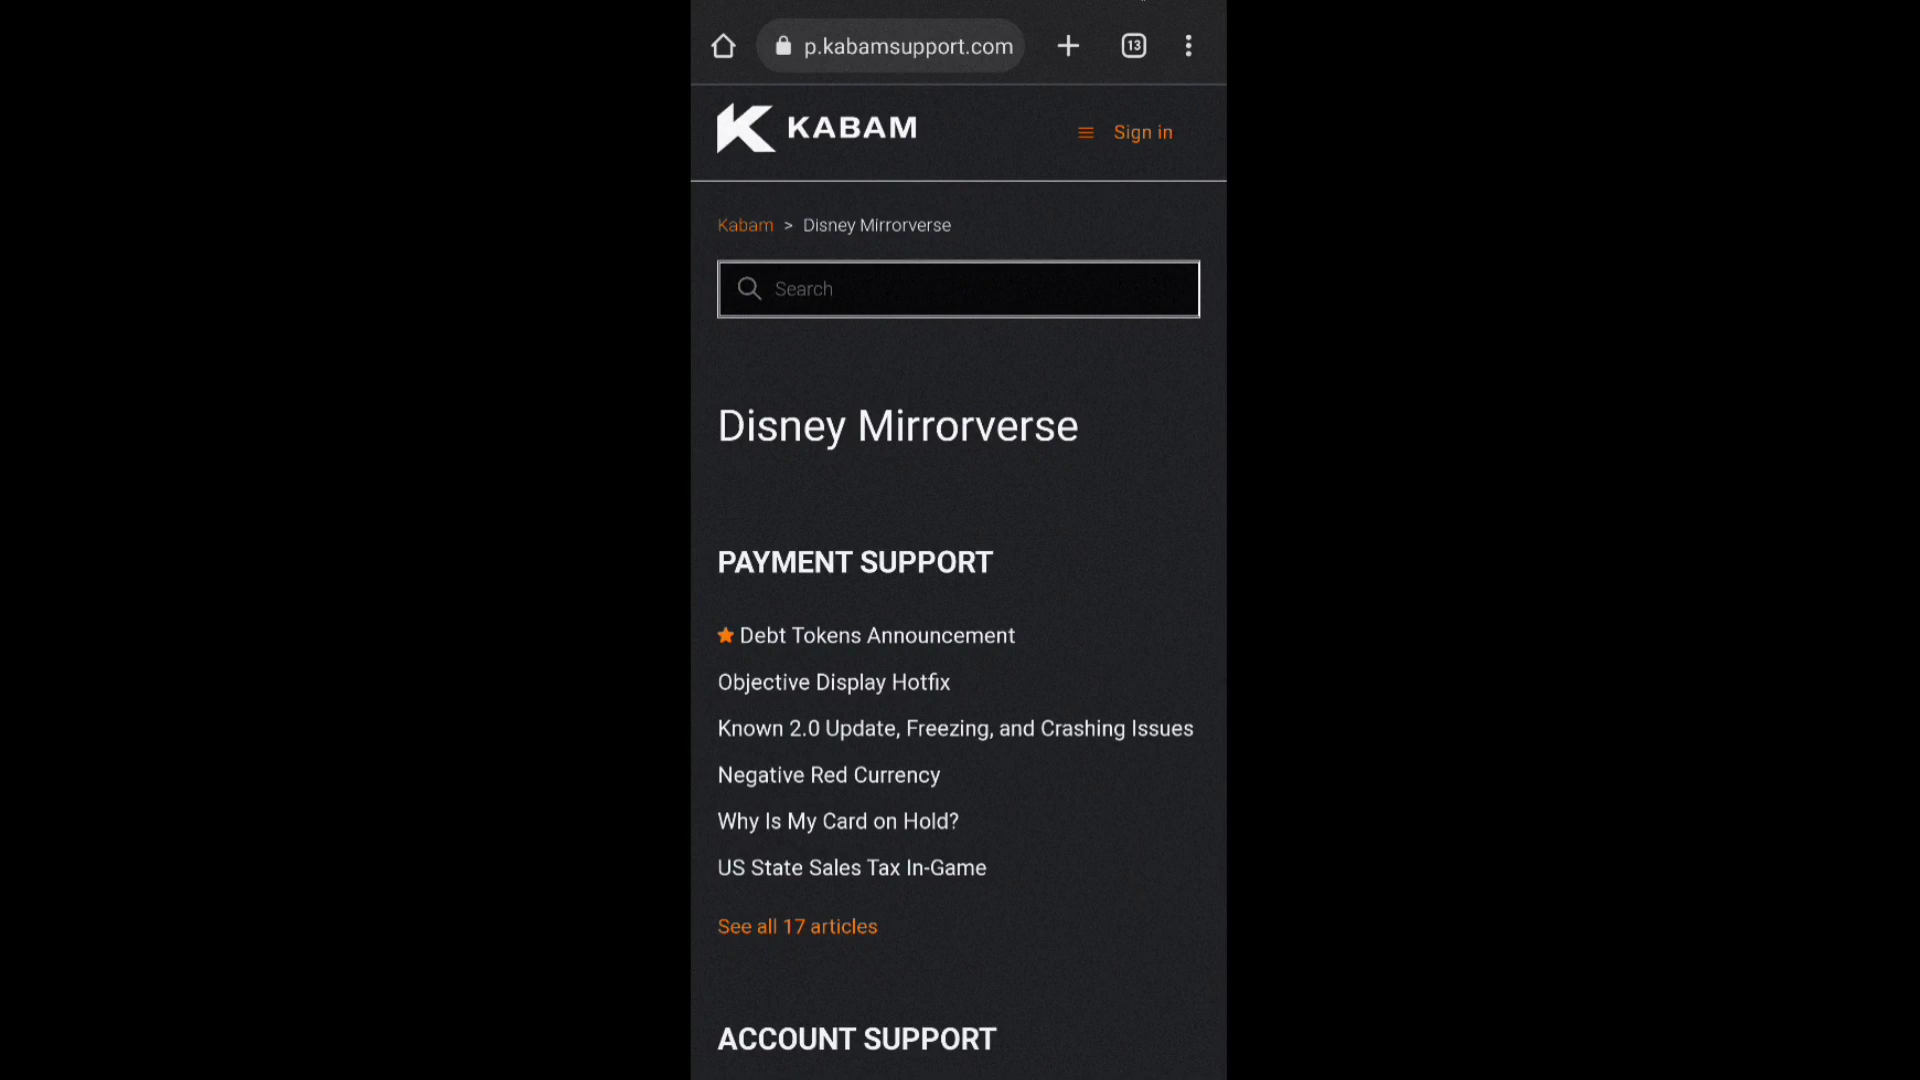 p.kabamsupport.com
13
KABAM
Sign in
Kabam > Disney Mirrorverse
Search
Disney Mirrorverse
PAYMENT SUPPORT
Debt Tokens Announcement
Objective Display Hotfix
Known 2.0 Update, Freezing, and Crashing Issues
Negative Red Currency
Why Is My Card on Hold?
US State Sales Tax In-Game
See all 17 articles
ACCOUNT SUPPORT